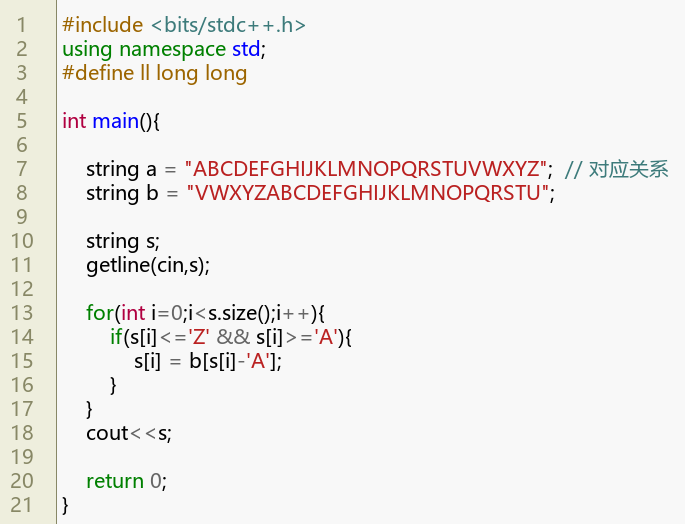 1 #include <bits/stdc++.h>
2 using namespace std;
3 #define ll long long
4
5 int main(){
6
7     string a = "ABCDEFGHIJKLMNOPQRSTUVWXYZ";  // 对应关系
8     string b = "VWXYZABCDEFGHIJKLMNOPQRSTU";
9
10     string s;
11     getline(cin,s);
12
13     for(int i=0;i<s.size();i++){
14         if(s[i]<='Z' && s[i]>='A'){
15             s[i] = b[s[i]-'A'];
16         }
17     }
18     cout<<s;
19
20     return 0;
21 }